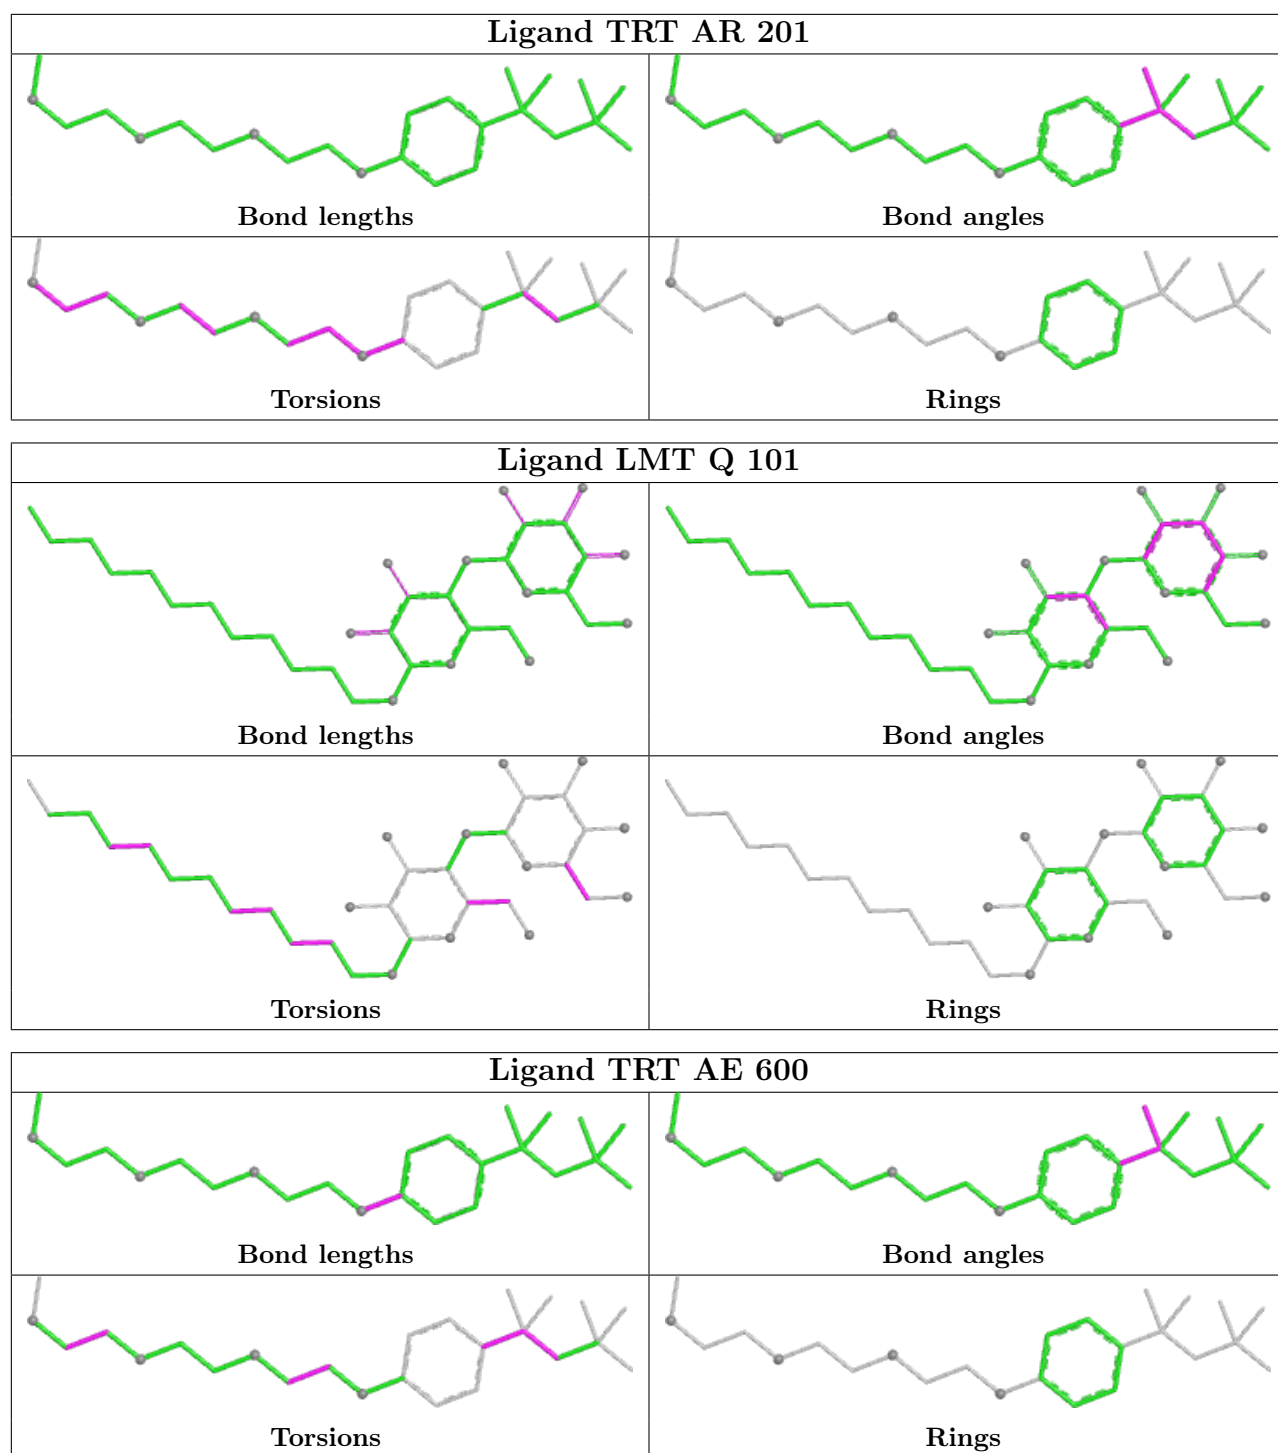 Ligand TRT AR 201
Bond lengths
Bond angles
Torsions
Rings
Ligand LMT Q 101
Bond lengths
Bond angles
Torsions
Rings
Ligand TRT AE 600
Bond lengths
Bond angles
Torsions
Rings